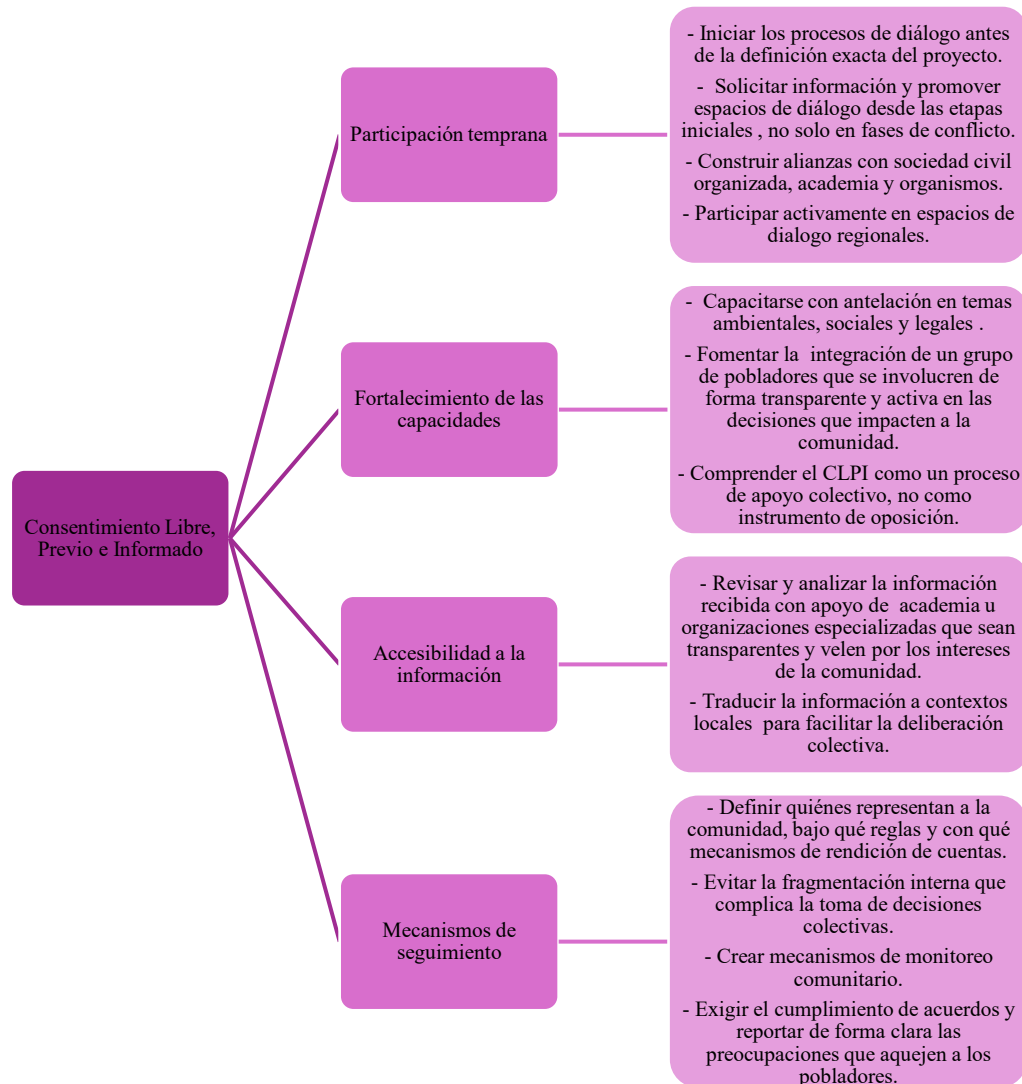 Consentimiento Libre,
Previo e Informado
Participación temprana
- Iniciar los procesos de diálogo antes
de la definición exacta del proyecto.
- Solicitar información y promover
espacios de diálogo desde las etapas
iniciales , no solo en fases de conflicto.
- Construir alianzas con sociedad civil
organizada, academia y organismos.
- Participar activamente en espacios de
dialogo regionales.
Fortalecimiento de las
capacidades
- Capacitarse con antelación en temas
ambientales, sociales y legales .
- Fomentar la integración de un grupo
de pobladores que se involucren de
forma transparente y activa en las
decisiones que impacten a la
comunidad.
- Comprender el CLPI como un proceso
de apoyo colectivo, no como
instrumento de oposición.
Accesibilidad a la
información
- Revisar y analizar la información
recibida con apoyo de academia u
organizaciones especializadas que sean
transparentes y velen por los intereses
de la comunidad.
- Traducir la información a contextos
locales para facilitar la deliberación
colectiva.
Mecanismos de
seguimiento
- Definir quiénes representan a la
comunidad, bajo qué reglas y con qué
mecanismos de rendición de cuentas.
- Evitar la fragmentación interna que
complica la toma de decisiones
colectivas.
- Crear mecanismos de monitoreo
comunitario.
- Exigir el cumplimiento de acuerdos y
reportar de forma clara las
preocupaciones que aquejen a los
pobladores.